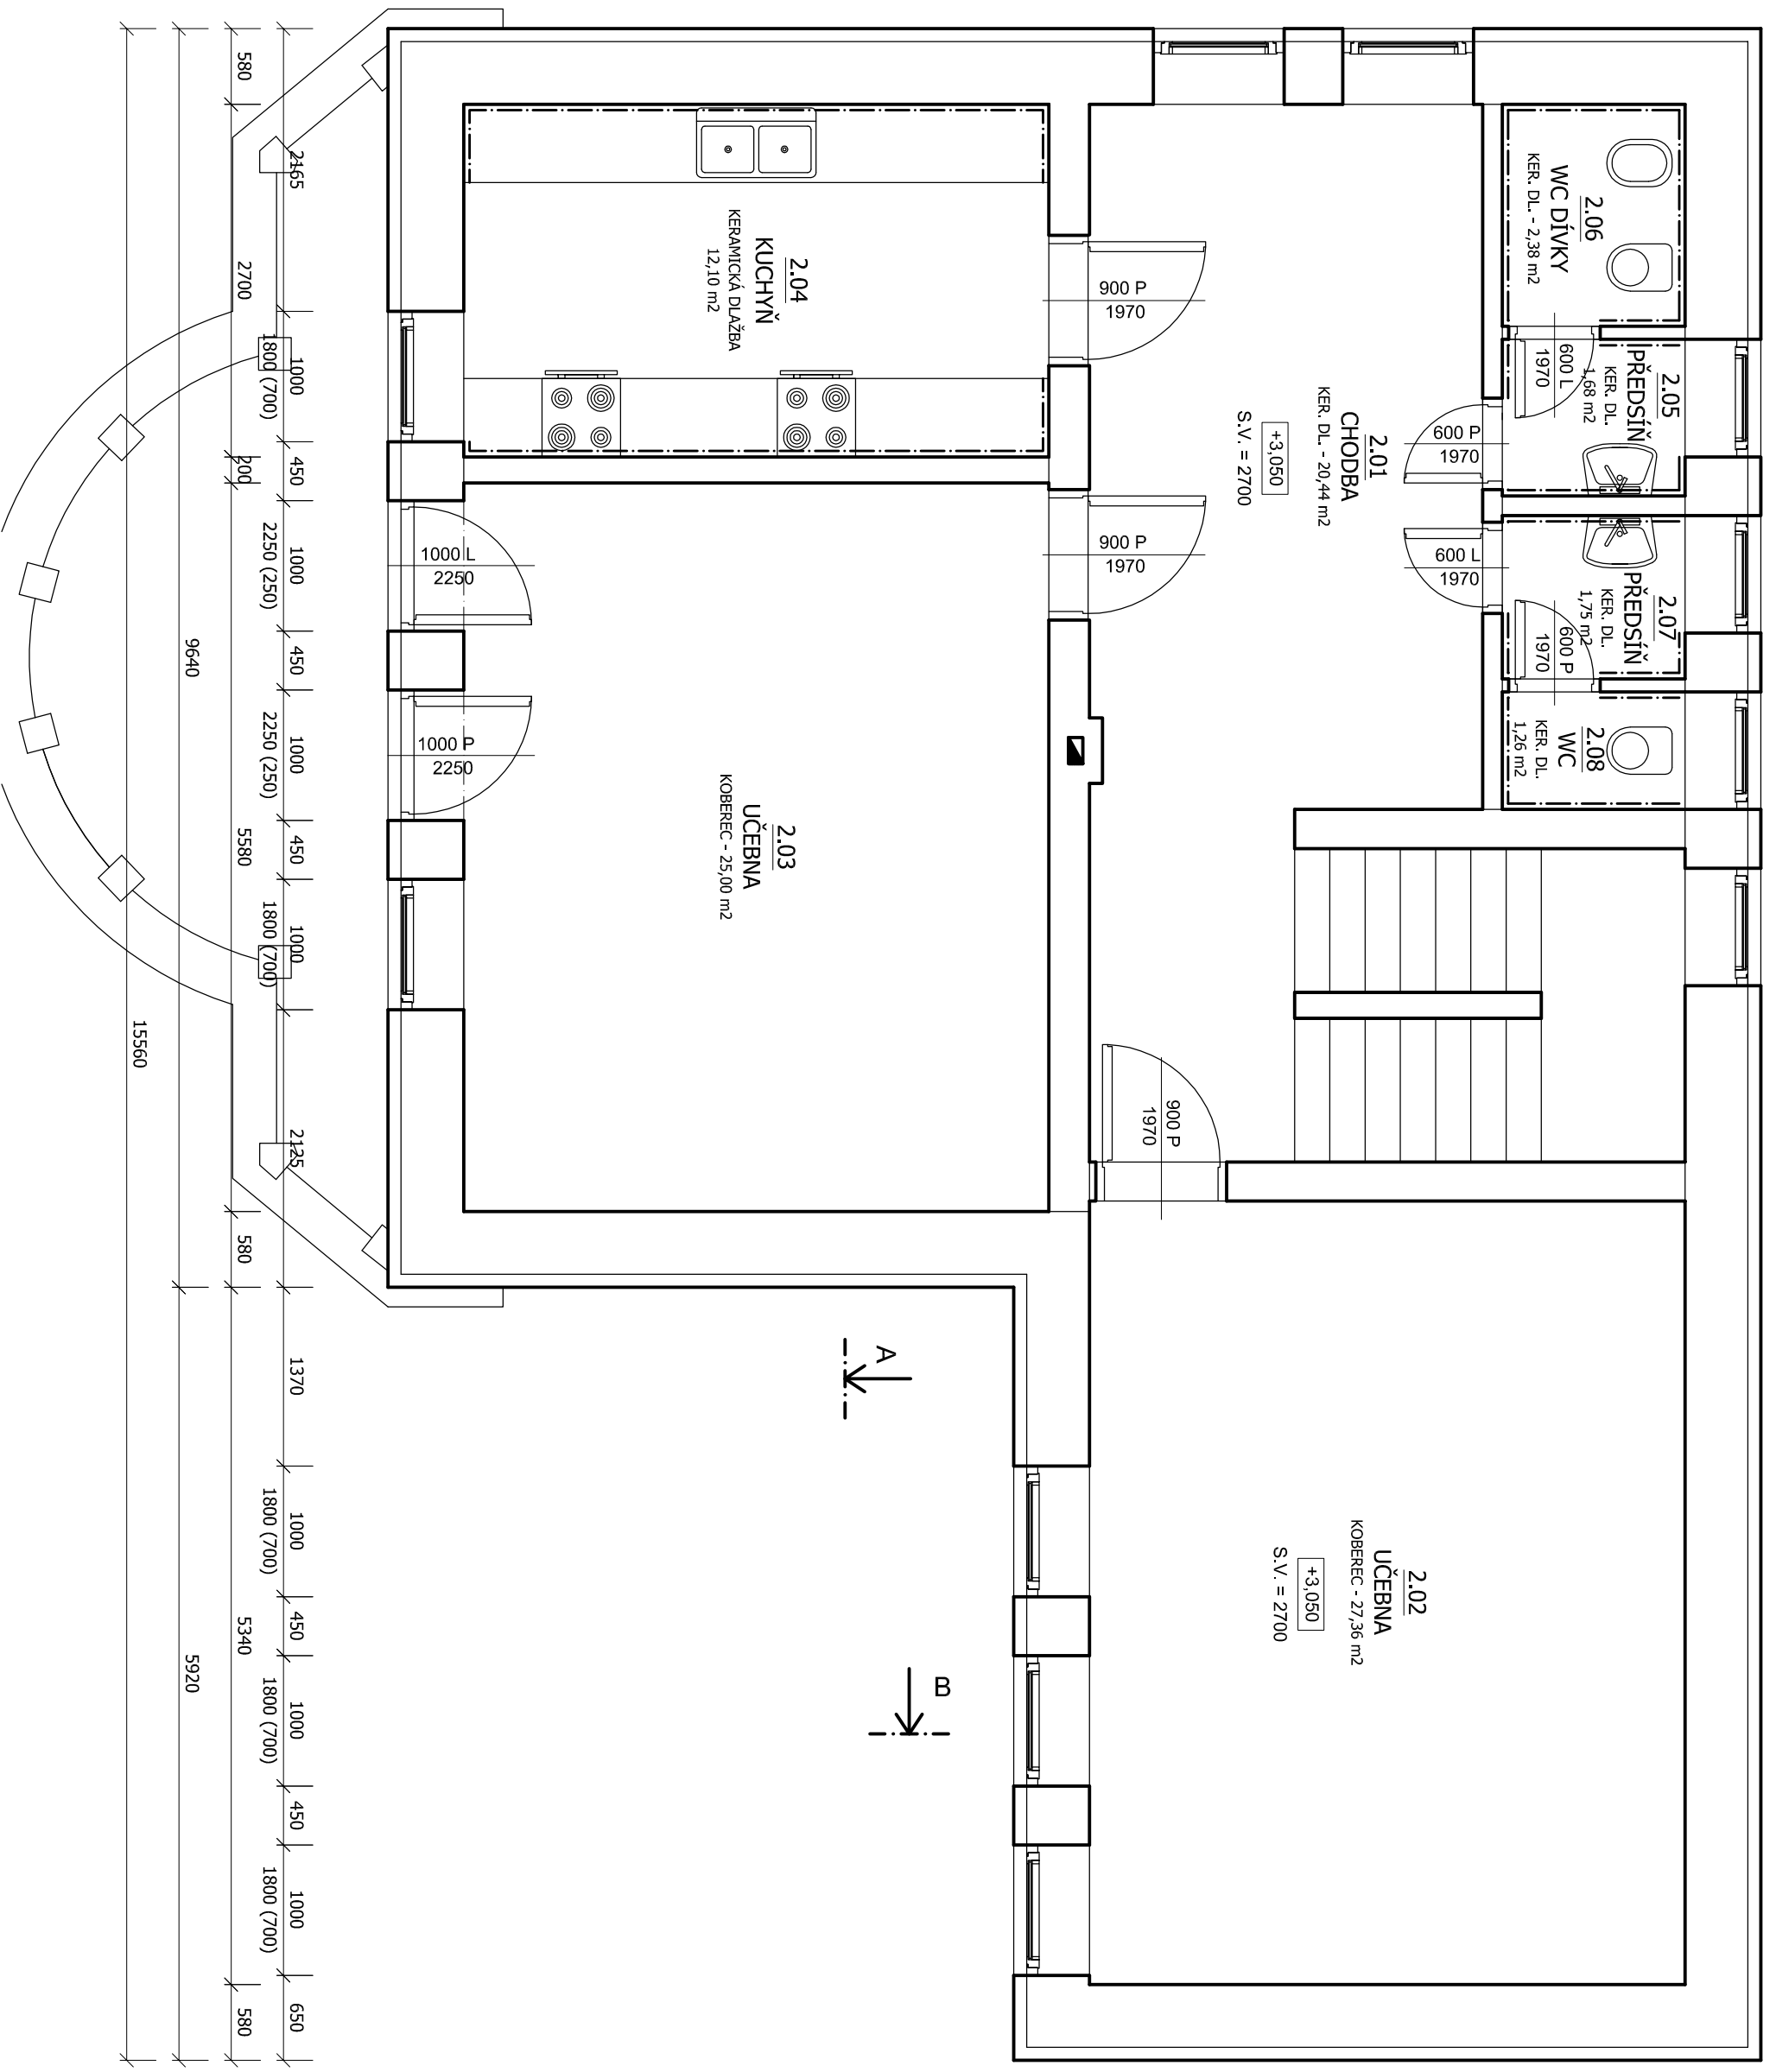 2.06
WC DÍVKY
KER. DL. - 2,38 m2
2.05
PŘEDSÍŇ
KER. DL.
1,68 m2
600 L
1970
2.07
PŘEDSÍŇ
KER. DL.
1,75 m2
600 P
1970
2.08
WC
KER. DL.
1,26 m2
600 P
1970
600 L
1970
2.01
CHODBA
KER. DL. - 20,44 m2
+3,050
S.V. = 2700
900 P
1970
900 P
1970
900 P
1970
2.02
UČEBNA
KOBEREC - 27,36 m2
+3,050
S.V. = 2700
2.04
KUCHYŇ
KERAMICKÁ DLAŽBA
12,10 m2
2.03
UČEBNA
KOBEREC - 25,00 m2
1000 L
2250
1000 P
2250
A
B
2165
1000
450
1000
450
1000
450
1000
2125
1370
1000
450
1000
450
1000
650
1800 (700)
2250 (250)
2250 (250)
1800 (700)
1800 (700)
1800 (700)
1800 (700)
580
2700
200
5580
580
5340
580
9640
5920
15560